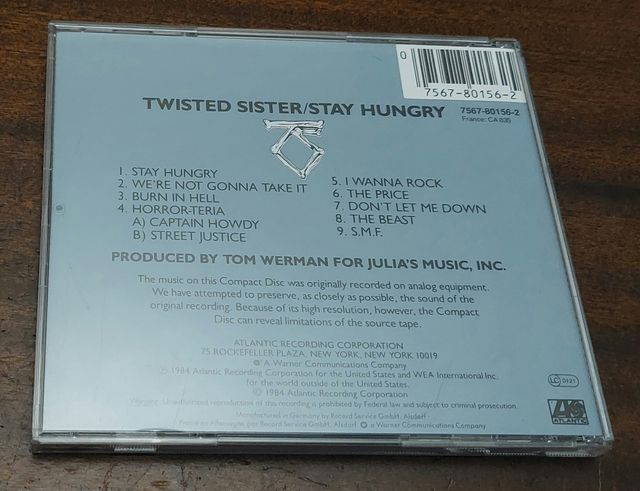 0
7567-80156-2
TWISTED SISTER/STAY HUNGRY
7567-80156-2
France: CA 835
1. STAY HUNGRY
2. WE'RE NOT GONNA TAKE IT
3. BURN IN HELL
4. HORROR-TERIA
A) CAPTAIN HOWDY
B) STREET JUSTICE
5. I WANNA ROCK
6. THE PRICE
7. DON'T LET ME DOWN
8. THE BEAST
9. S.M.F.
PRODUCED BY TOM WERMAN FOR JULIA'S MUSIC, INC.
The music on this Compact Disc was originally recorded on analog equipment.
We have attempted to preserve, as closely as possible, the sound of the
original recording. Because of its high resolution, however, the Compact
Disc can reveal limitations of the source tape.
ATLANTIC RECORDING CORPORATION
75 ROCKEFELLER PLAZA, NEW YORK, NEW YORK 10019
A Warner Communications Company
℗ 1984 Atlantic Recording Corporation for the United States and WEA International Inc.
for the world outside of the United States.
© 1984 Atlantic Recording Corporation
LC 0121
Warning: Unauthorized reproduction of this recording is prohibited by Federal law and subject to criminal prosecution.
Manufactured in Germany by Record Service GmbH, Alsdorf
Record Service GmbH, Alsdorf a Warner Communications Company
ATLANTIC